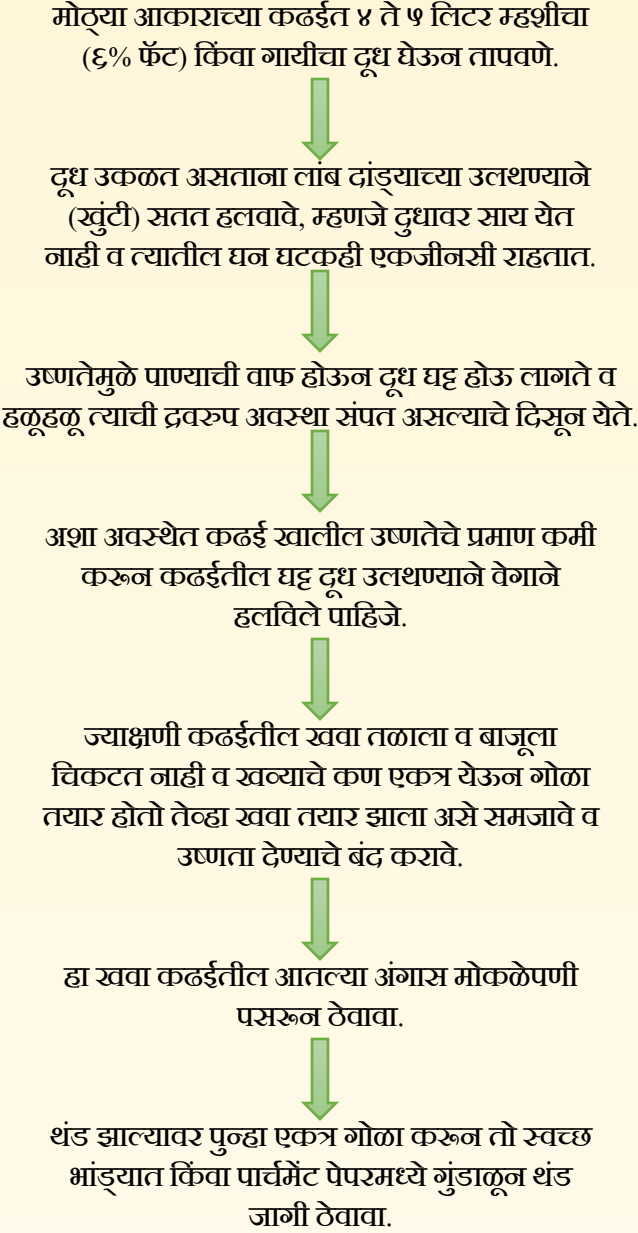 मोठ्या आकाराच्या कढईत ४ ते ५ लिटर म्हशीचा
(६% फॅट) किंवा गायीचा दूध घेऊन तापवणे.
दूध उकळत असताना लांब दांड्याच्या उलथण्याने
(खुंटी) सतत हलवावे, म्हणजे दुधावर साय येत
नाही व त्यातील घन घटकही एकजीनसी राहतात.
उष्णतेमुळे पाण्याची वाफ होऊन दूध घट्ट होऊ लागते व
हळूहळू त्याची द्रवरुप अवस्था संपत असल्याचे दिसून येते.
अशा अवस्थेत कढई खालील उष्णतेचे प्रमाण कमी
करून कढईतील घट्ट दूध उलथण्याने वेगाने
हलविले पाहिजे.
ज्याक्षणी कढईतील खवा तळाला व बाजूला
चिकटत नाही व खव्याचे कण एकत्र येऊन गोळा
तयार होतो तेव्हा खवा तयार झाला असे समजावे व
उष्णता देण्याचे बंद करावे.
हा खवा कढईतील आतल्या अंगास मोकळेपणी
पसरून ठेवावा.
थंड झाल्यावर पुन्हा एकत्र गोळा करून तो स्वच्छ
भांड्यात किंवा पार्चमेंट पेपरमध्ये गुंडाळून थंड
जागी ठेवावा.